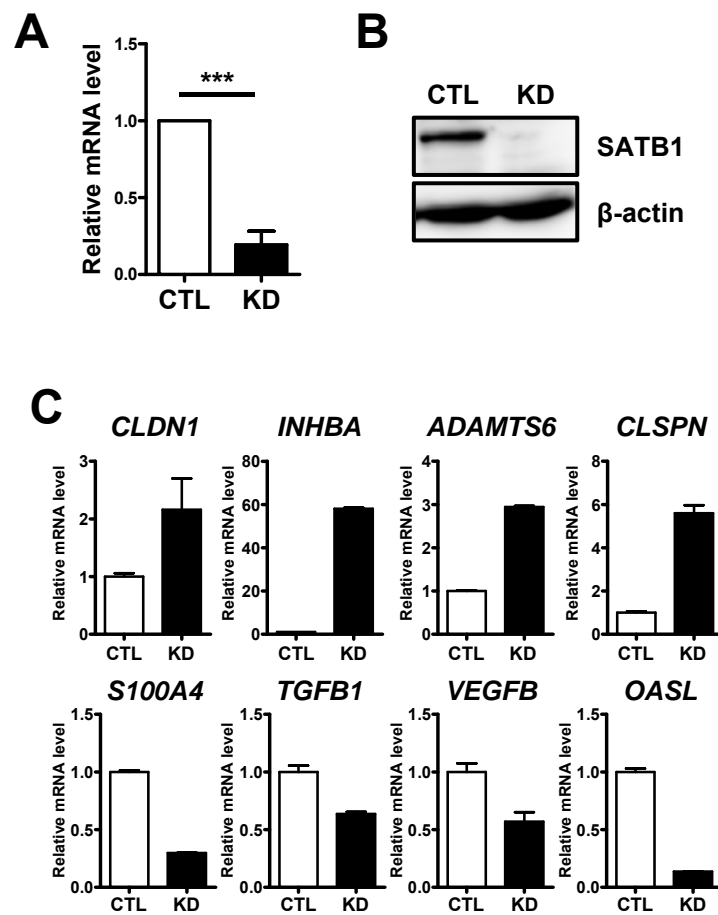 A
Relative mRNA level
1.5
1.0
0.5
0.0
***
CTL KD
B
CTL KD
SATB1
β-actin
C
CLDN1
Relative mRNA level
3
2
1
0
CTL KD
INHBA
Relative mRNA level
80
60
40
20
0
CTL KD
ADAMTS6
Relative mRNA level
4
3
2
1
0
CTL KD
CLSPN
Relative mRNA level
8
6
4
2
0
CTL KD
S100A4
Relative mRNA level
1.5
1.0
0.5
0.0
CTL KD
TGFB1
Relative mRNA level
1.5
1.0
0.5
0.0
CTL KD
VEGFB
Relative mRNA level
1.5
1.0
0.5
0.0
CTL KD
OASL
Relative mRNA level
1.5
1.0
0.5
0.0
CTL KD